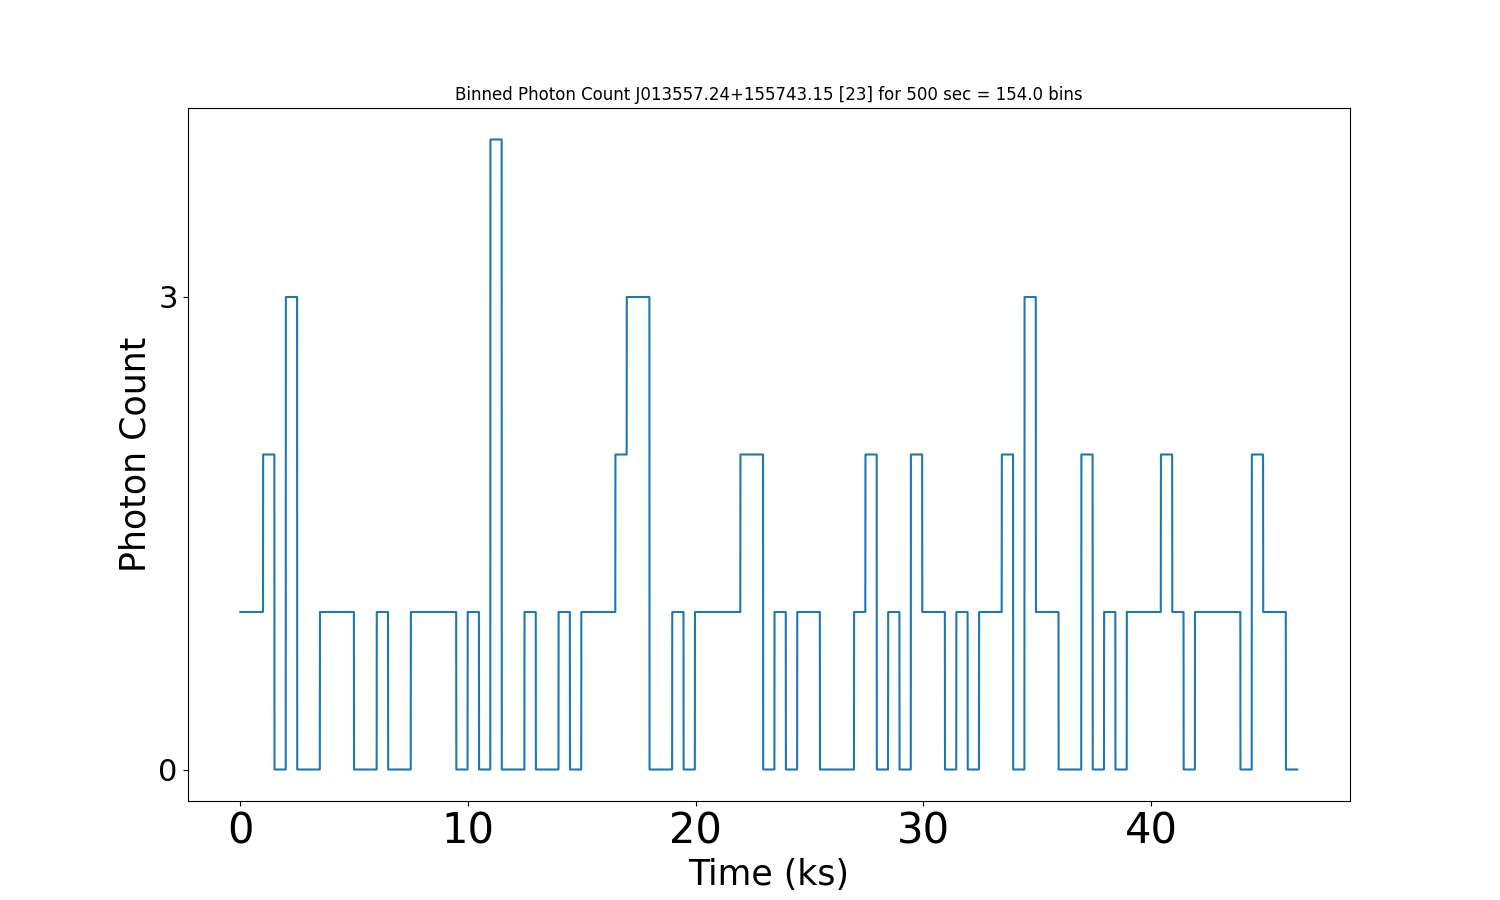 Binned Photon Count J013557.24+155743.15 [23] for 500 sec = 154.0 bins
3
Photon Count
0
0 10 20 30 40
Time (ks)